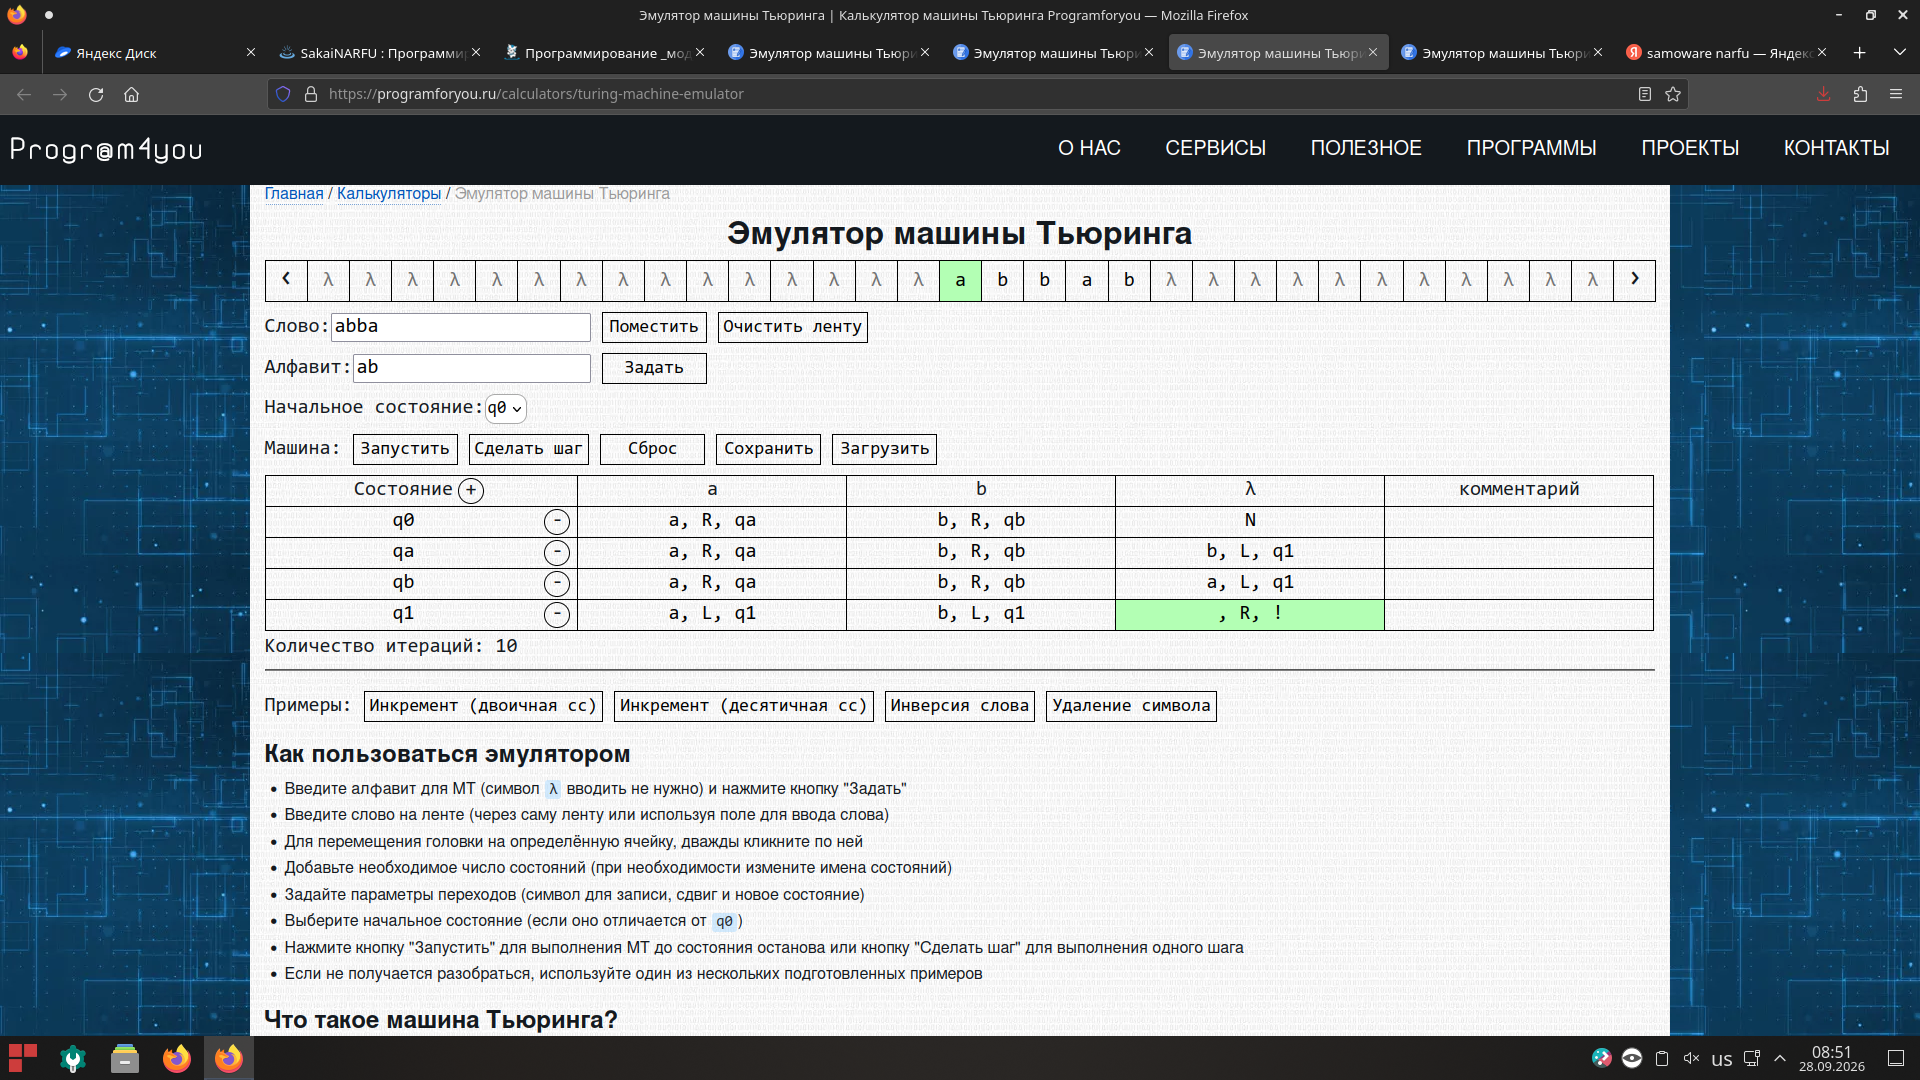 Эмулятор машины Тьюринга | Калькулятор машины Тьюринга Programforyou — Mozilla Firefox
Яндекс Диск
SakaiNARFU : Программи
Программирование _мод
Эмулятор машины Тьюри
Эмулятор машины Тьюри
Эмулятор машины Тьюри
Эмулятор машины Тьюри
samoware narfu — Яндекс
https://programforyou.ru/calculators/turing-machine-emulator
Progr@m4you
О НАС СЕРВИСЫ ПОЛЕЗНОЕ ПРОГРАММЫ ПРОЕКТЫ КОНТАКТЫ
Главная / Калькуляторы / Эмулятор машины Тьюринга
Эмулятор машины Тьюринга
λ λ λ λ λ λ λ λ λ λ λ λ λ λ λ a b b a b λ λ λ λ λ λ λ λ λ λ λ
Слово: abba Поместить Очистить ленту
Алфавит: ab Задать
Начальное состояние: q0
Машина: Запустить Сделать шаг Сброс Сохранить Загрузить
Состояние + a b λ комментарий
q0 - a, R, qa b, R, qb N
qa - a, R, qa b, R, qb b, L, q1
qb - a, R, qa b, R, qb a, L, q1
q1 - a, L, q1 b, L, q1 , R, !
Количество итераций: 10
Примеры: Инкремент (двоичная сс) Инкремент (десятичная сс) Инверсия слова Удаление символа
Как пользоваться эмулятором
• Введите алфавит для МТ (символ λ вводить не нужно) и нажмите кнопку "Задать"
• Введите слово на ленте (через саму ленту или используя поле для ввода слова)
• Для перемещения головки на определённую ячейку, дважды кликните по ней
• Добавьте необходимое число состояний (при необходимости измените имена состояний)
• Задайте параметры переходов (символ для записи, сдвиг и новое состояние)
• Выберите начальное состояние (если оно отличается от q0)
• Нажмите кнопку "Запустить" для выполнения МТ до состояния останова или кнопку "Сделать шаг" для выполнения одного шага
• Если не получается разобраться, используйте один из нескольких подготовленных примеров
Что такое машина Тьюринга?
us
08:51
28.09.2026